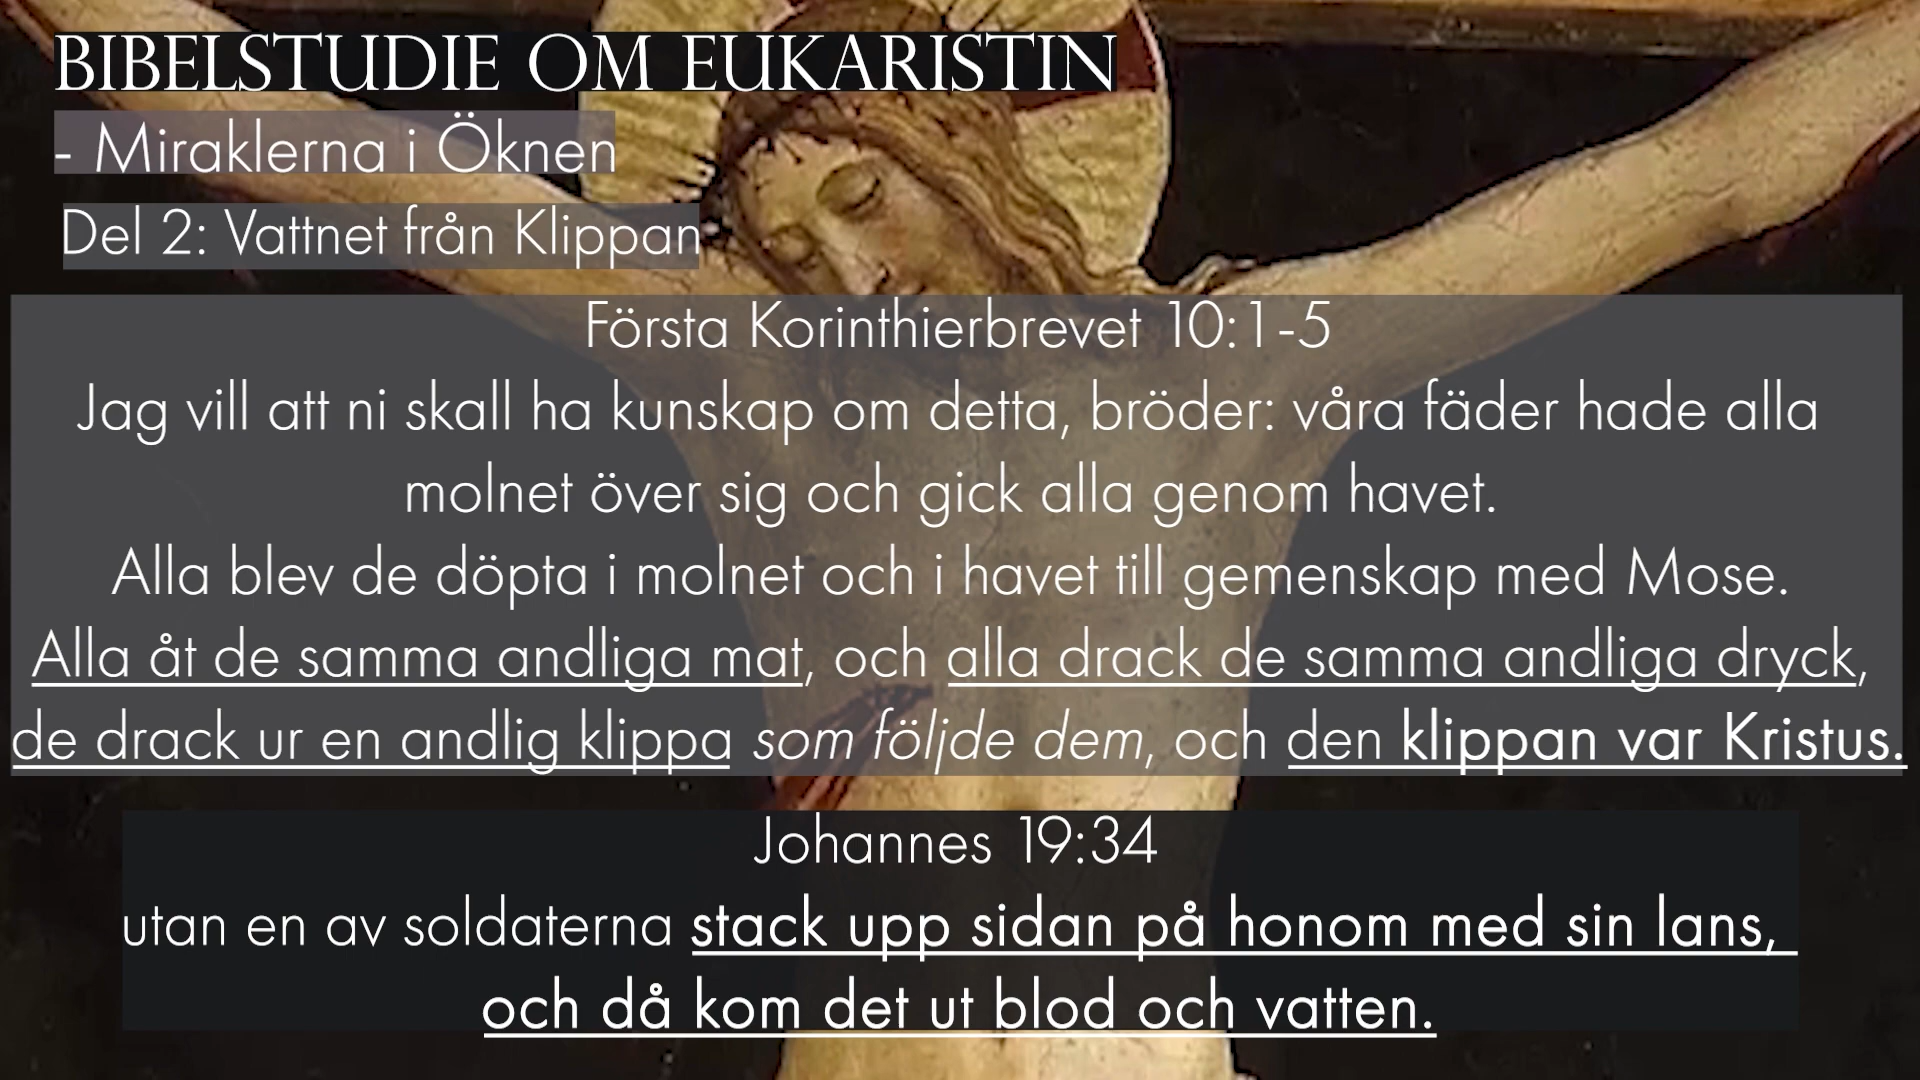 BIBELSTUDIE OM EUKARISTIN
- Miraklerna i Öknen
Del 2: Vattnet från Klippan
Första Korinthierbrevet 10:1-5
Jag vill att ni skall ha kunskap om detta, bröder: våra fäder hade alla
molnet över sig och gick alla genom havet.
Alla blev de döpta i molnet och i havet till gemenskap med Mose.
Alla åt de samma andliga mat, och alla drack de samma andliga dryck,
de drack ur en andlig klippa som följde dem, och den klippan var Kristus.
Johannes 19:34
utan en av soldaterna stack upp sidan på honom med sin lans,
och då kom det ut blod och vatten.